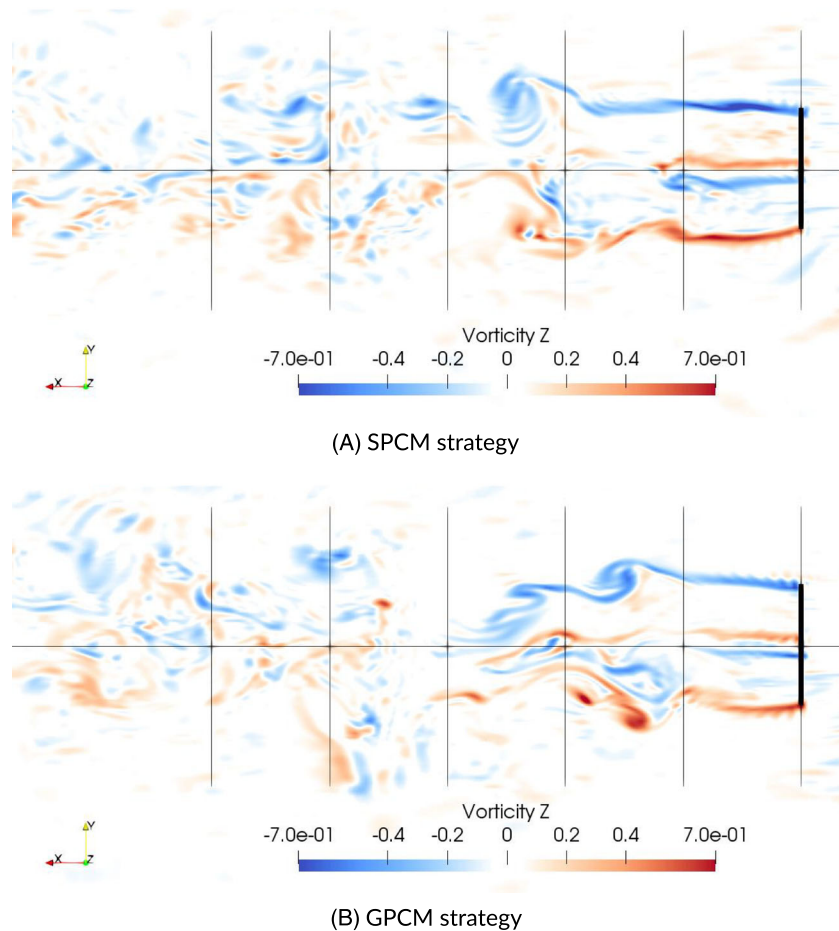 Vorticity Z
-7.0e-01 -0.4 -0.2 0 0.2 0.4 7.0e-01
Y
X Z
(A) SPCM strategy
Vorticity Z
-7.0e-01 -0.4 -0.2 0 0.2 0.4 7.0e-01
Y
X Z
(B) GPCM strategy